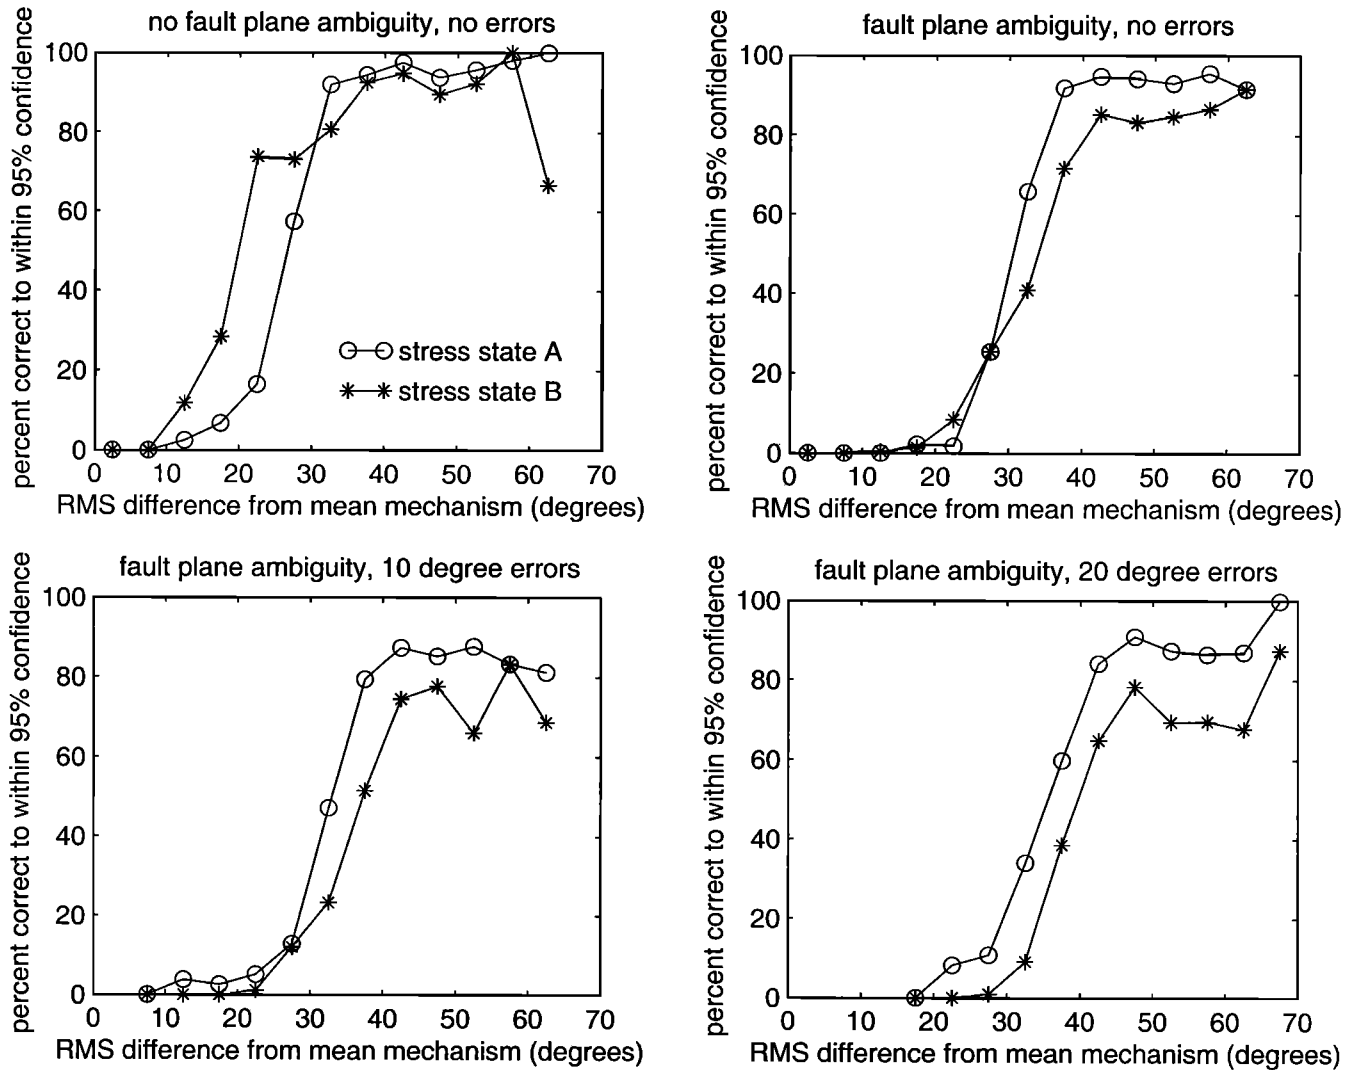 no fault plane ambiguity, no errors
percent correct to within 95% confidence
100
80
60
40
20
0
stress state A
stress state B
0 10 20 30 40 50 60 70
RMS difference from mean mechanism (degrees)
fault plane ambiguity, no errors
percent correct to within 95% confidence
100
80
60
40
20
0
0 10 20 30 40 50 60 70
RMS difference from mean mechanism (degrees)
fault plane ambiguity, 10 degree errors
percent correct to within 95% confidence
100
80
60
40
20
0
0 10 20 30 40 50 60 70
RMS difference from mean mechanism (degrees)
fault plane ambiguity, 20 degree errors
percent correct to within 95% confidence
100
80
60
40
20
0
0 10 20 30 40 50 60 70
RMS difference from mean mechanism (degrees)